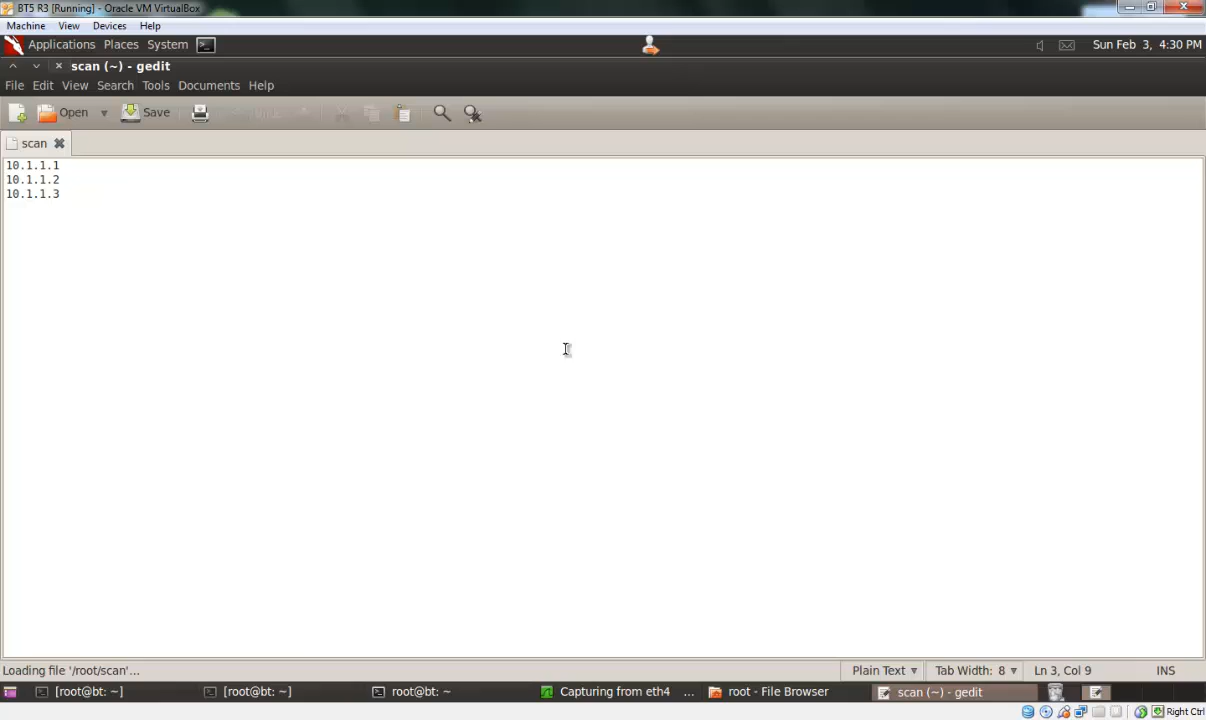 BT5 R3 [Running] - Oracle VM VirtualBox
Machine View Devices Help
Applications Places System Sun Feb 3, 4:30 PM
scan (~) - gedit
File Edit View Search Tools Documents Help
Open Save
scan
10.1.1.1
10.1.1.2
10.1.1.3
Loading file '/root/scan'... Plain Text Tab Width: 8 Ln 3, Col 9 INS
[root@bt: ~] [root@bt: ~] root@bt: ~ Capturing from eth4 ... root - File Browser scan (~) - gedit
Right Ctrl